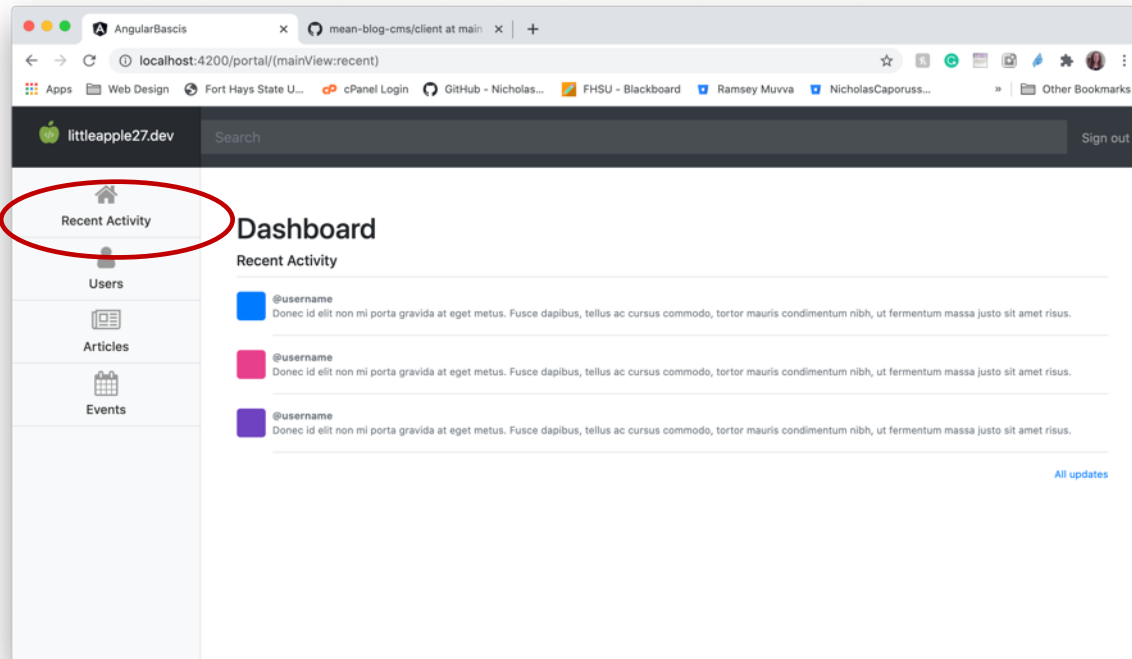 AngularBascis
mean-blog-cms/client at main
localhost:4200/portal/(mainView:recent)
Apps Web Design Fort Hays State U... cPanel Login GitHub - Nicholas... FHSU - Blackboard Ramsey Muvva NicholasCaporuss... » Other Bookmarks
littleapple27.dev Search Sign out
Recent Activity
Users
Articles
Events
Dashboard
Recent Activity
@username
Donec id elit non mi porta gravida at eget metus. Fusce dapibus, tellus ac cursus commodo, tortor mauris condimentum nibh, ut fermentum massa justo sit amet risus.
@username
Donec id elit non mi porta gravida at eget metus. Fusce dapibus, tellus ac cursus commodo, tortor mauris condimentum nibh, ut fermentum massa justo sit amet risus.
@username
Donec id elit non mi porta gravida at eget metus. Fusce dapibus, tellus ac cursus commodo, tortor mauris condimentum nibh, ut fermentum massa justo sit amet risus.
All updates